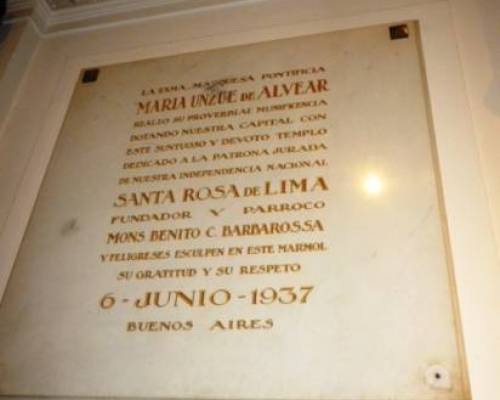 LA EXMA. MARQUESA PONTIFICIA
MARIA UNZUE DE ALVEAR
REALZO SU PROVERBIAL MUNIFICENCIA
DOTANDO NUESTRA CAPITAL CON
ESTE SUNTUOSO Y DEVOTO TEMPLO
DEDICADO A LA PATRONA JURADA
DE NUESTRA INDEPENDENCIA NACIONAL
SANTA ROSA DE LIMA
FUNDADOR Y PARROCO
MONS BENITO C. BARBAROSSA
Y FELIGRESES ESCULPEN EN ESTE MARMOL
SU GRATITUD Y SU RESPETO
6 - JUNIO - 1937
BUENOS AIRES